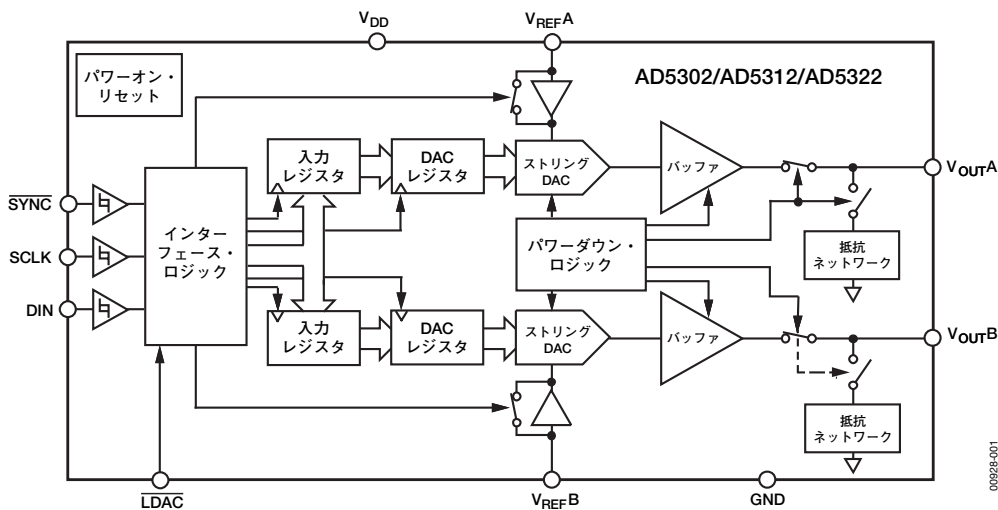 VDD
VREFA
パワーオン・
リセット
AD5302/AD5312/AD5322
入力
レジスタ
DAC
レジスタ
ストリング
DAC
バッファ
VOUTA
SYNC
SCLK
DIN
インター
フェース・
ロジック
パワーダウン・
ロジック
抵抗
ネットワーク
入力
レジスタ
DAC
レジスタ
ストリング
DAC
バッファ
VOUTB
抵抗
ネットワーク
LDAC
VREFB
GND
00928-001